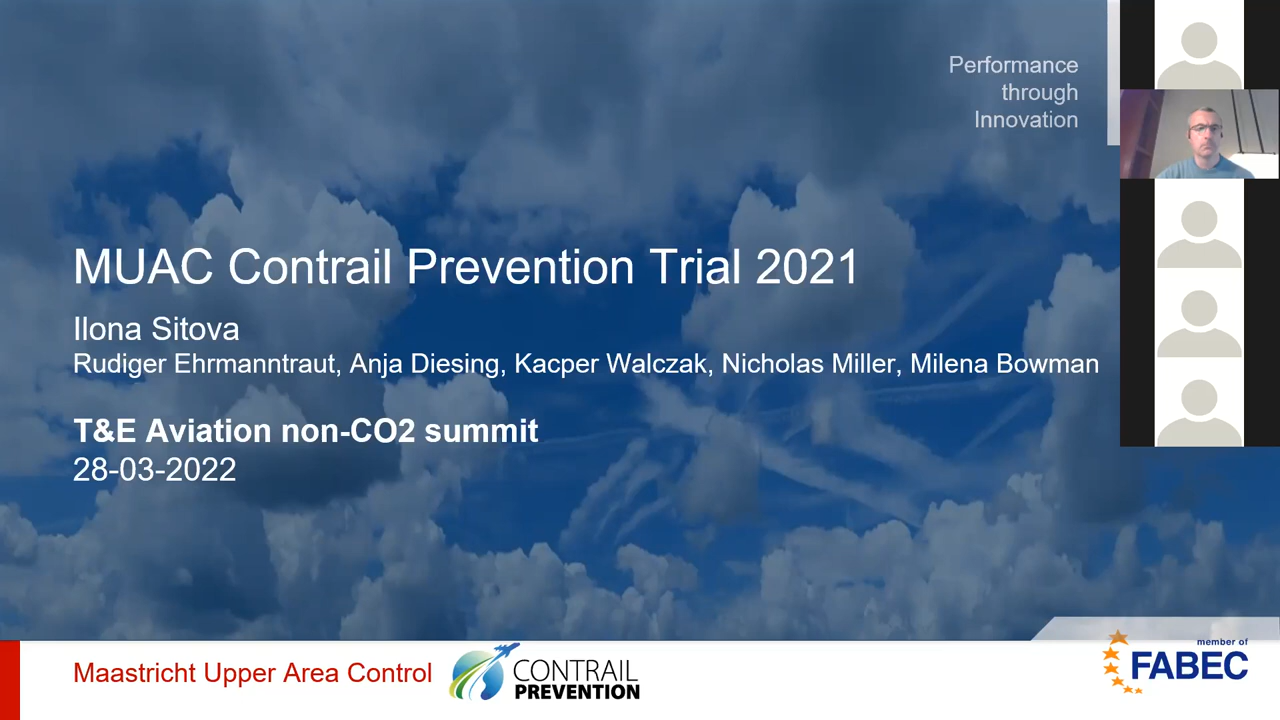 Performance
through
Innovation
MUAC Contrail Prevention Trial 2021
Ilona Sitova
Rudiger Ehrmanntraut, Anja Diesing, Kacper Walczak, Nicholas Miller, Milena Bowman
T&E Aviation non-CO2 summit
28-03-2022
Maastricht Upper Area Control
CONTRAIL
PREVENTION
member of
FABEC